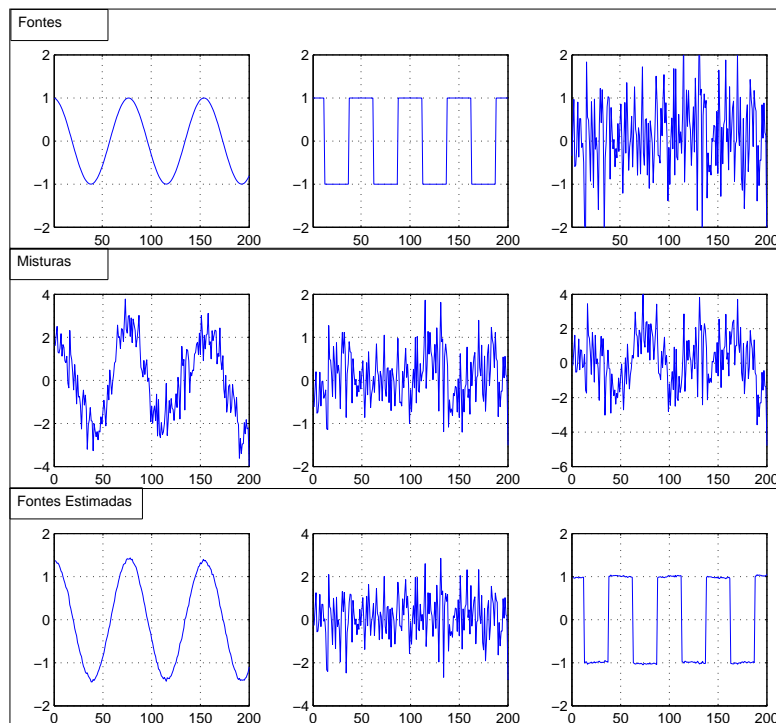 Fontes
2 2 2
1 1 1
0 0 0
−1 −1 −1
−2 −2 −2
50 100 150 200 50 100 150 200 50 100 150 200
Misturas
4 2 4
2 1 2
0 0 0
−2
−2 −1 −4
−4 −2 −6
0 50 100 150 200 0 50 100 150 200 0 50 100 150 200
Fontes Estimadas
2 4 2
1 2 1
0 0 0
−1 −2 −1
−2 −4 −2
0 50 100 150 200 0 50 100 150 200 0 50 100 150 200